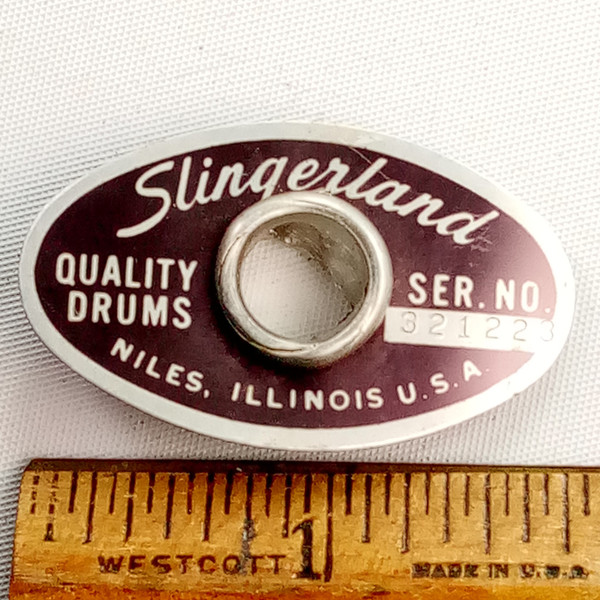 Slingerland
QUALITY DRUMS
SER. NO.
321223
NILES, ILLINOIS U.S.A.
1
WESTCOTT
MADE IN U.S.A.